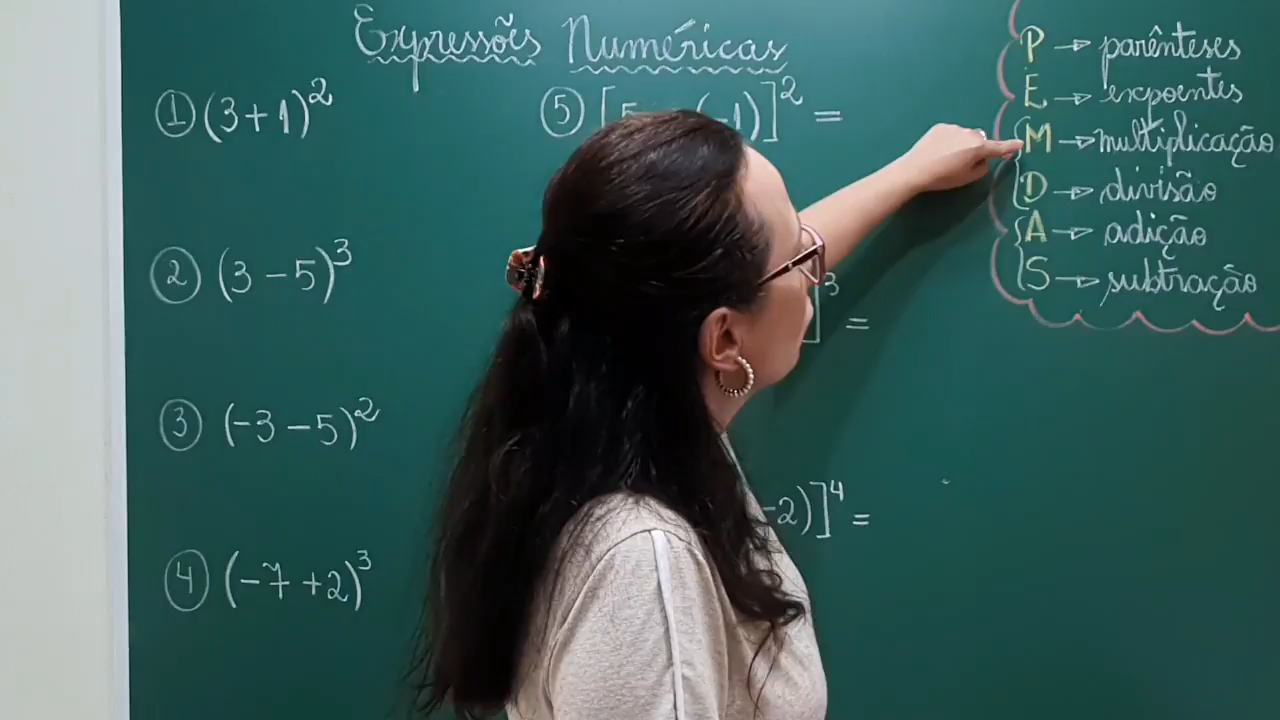 Expressões Numéricas
① (3+1)²
② (3-5)³
③ (-3-5)²
④ (-7+2)³
⑤ [5 (-1)]² =
]³ =
-2)]⁴ =
P → parênteses
E → expoentes
M → multiplicação
D → divisão
A → adição
S → subtração